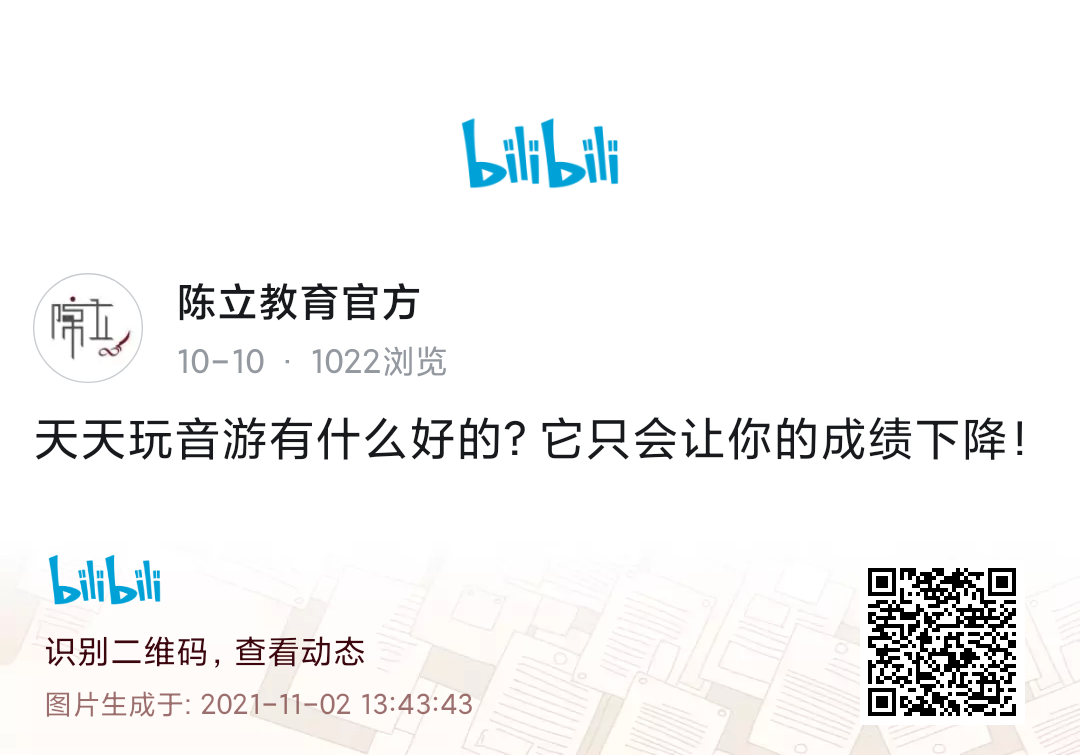 bilibili
陈立
陈立教育官方
10-10 · 1022浏览
天天玩音游有什么好的?它只会让你的成绩下降!
bilibili
识别二维码,查看动态
图片生成于: 2021-11-02 13:43:43